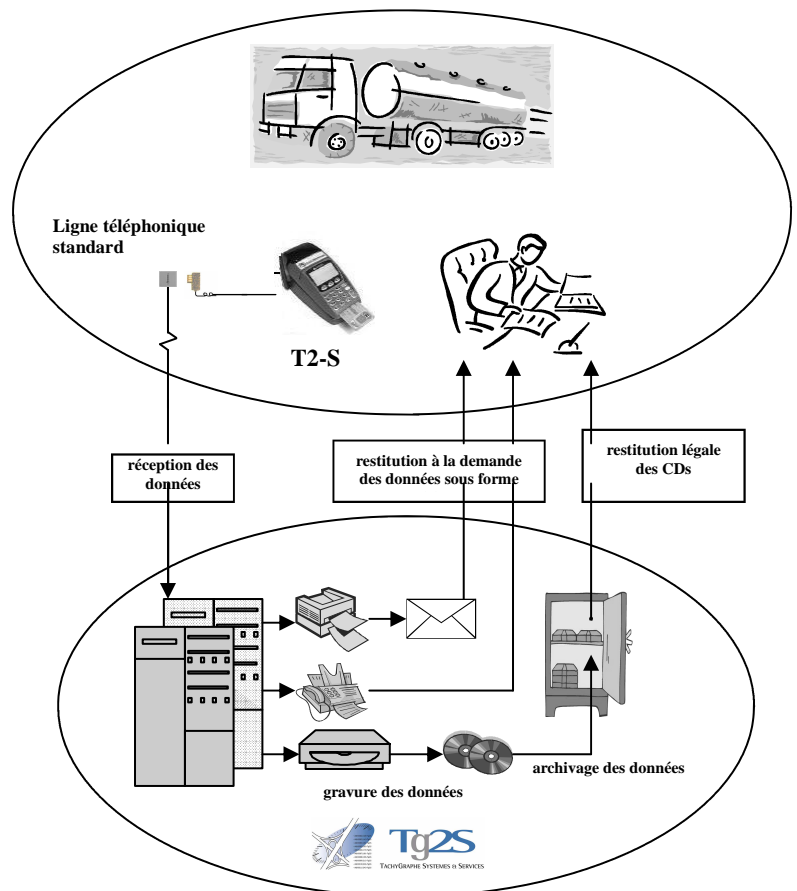 Ligne téléphonique
standard
T2-S
réception des
données
restitution à la demande
des données sous forme
restitution légale
des CDs
archivage des données
gravure des données
Tg2S
TACHYGRAPHE SYSTEMES & SERVICES